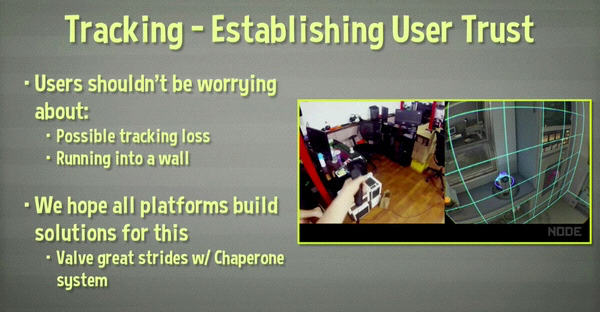 Tracking - Establishing User Trust
• Users shouldn't be worrying
about:
• Possible tracking loss
• Running into a wall
• We hope all platforms build
solutions for this
• Valve great strides w/ Chaperone
system
NODE